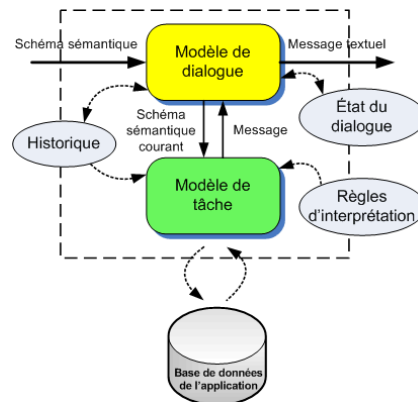 Schéma sémantique
Modèle de
dialogue
Message textuel
Historique
Schéma
sémantique
courant
Message
État du
dialogue
Modèle de
tâche
Règles
d'interprétation
Base de données
de l'application